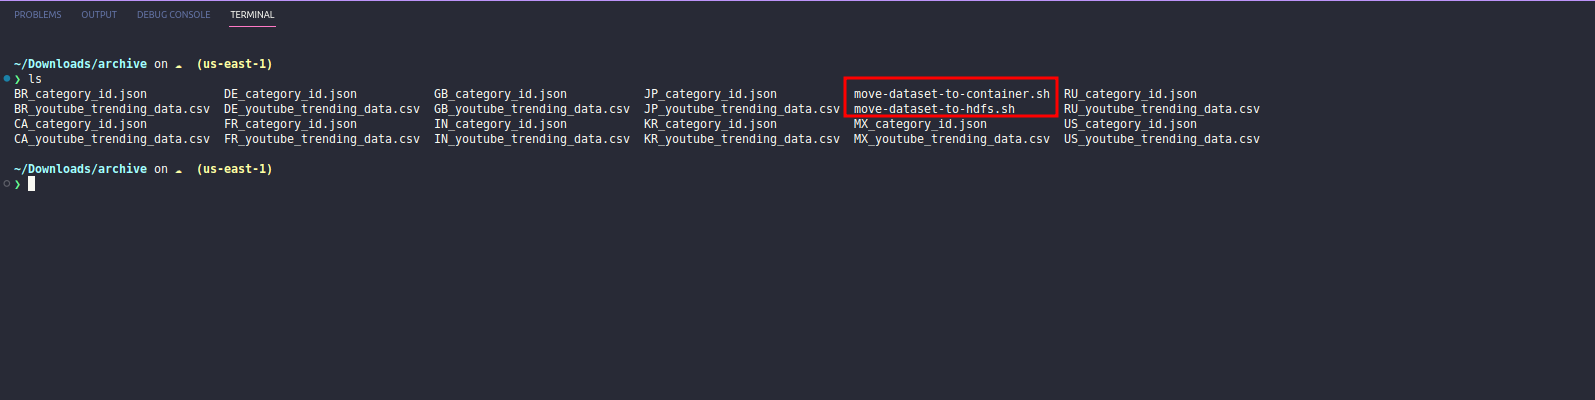 PROBLEMS OUTPUT DEBUG CONSOLE TERMINAL
~/Downloads/archive on ☁ (us-east-1)
❯ ls
BR_category_id.json DE_category_id.json GB_category_id.json JP_category_id.json move-dataset-to-container.sh RU_category_id.json
BR_youtube_trending_data.csv DE_youtube_trending_data.csv GB_youtube_trending_data.csv JP_youtube_trending_data.csv move-dataset-to-hdfs.sh RU_youtube_trending_data.csv
CA_category_id.json FR_category_id.json IN_category_id.json KR_category_id.json MX_category_id.json US_category_id.json
CA_youtube_trending_data.csv FR_youtube_trending_data.csv IN_youtube_trending_data.csv KR_youtube_trending_data.csv MX_youtube_trending_data.csv US_youtube_trending_data.csv
~/Downloads/archive on ☁ (us-east-1)
❯